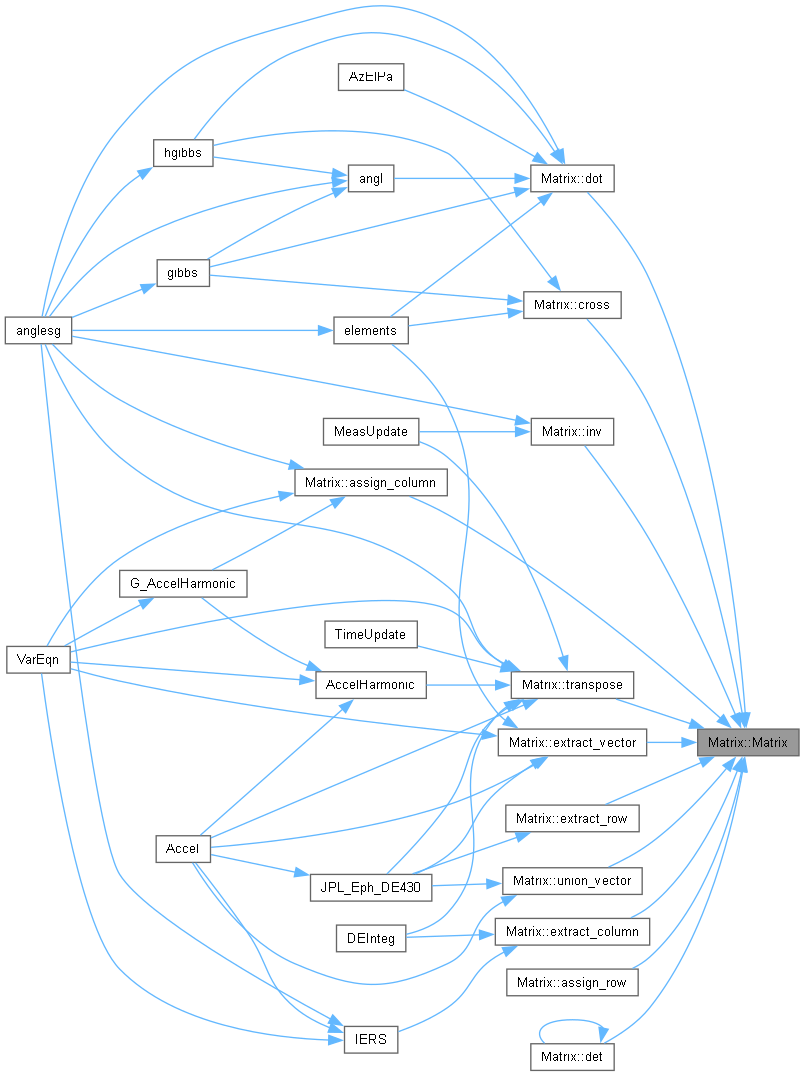 AzElPa
hgibbs
angl
Matrix::dot
gibbs
Matrix::cross
anglesg
elements
MeasUpdate
Matrix::inv
Matrix::assign_column
G_AccelHarmonic
TimeUpdate
VarEqn
AccelHarmonic
Matrix::transpose
Matrix::extract_vector
Matrix::Matrix
Matrix::extract_row
Accel
JPL_Eph_DE430
Matrix::union_vector
DEInteg
Matrix::extract_column
Matrix::assign_row
IERS
Matrix::det